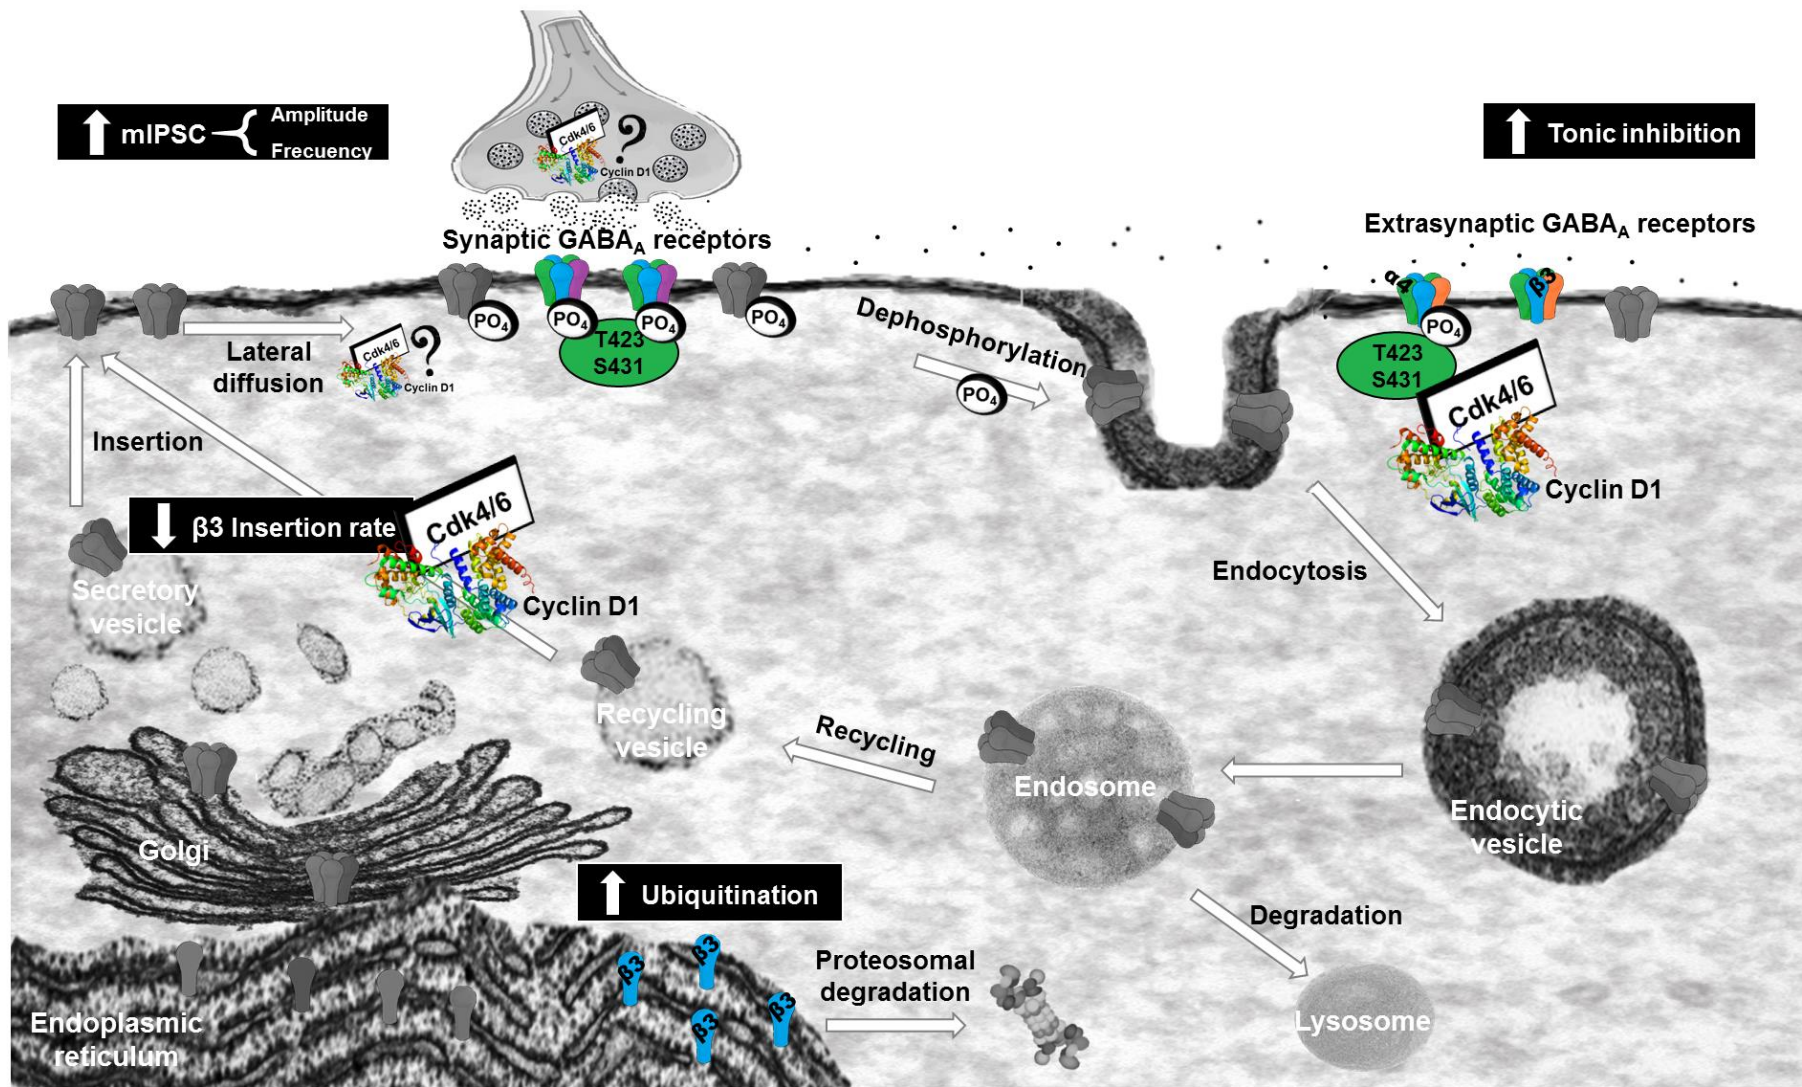 mIPSC
Amplitude
Frecuency
Cdk4/6
?
Cyclin D1
Tonic inhibition
Synaptic GABAA receptors
Extrasynaptic GABAA receptors
α4
β3
PO4
PO4
PO4
PO4
T423
S431
Lateral
diffusion
Cdk4/6
?
Cyclin D1
Dephosphorylation
PO4
PO4
T423
S431
Cdk4/6
Cyclin D1
Insertion
β3 Insertion rate
Cdk4/6
Cyclin D1
Secretory
vesicle
Endocytosis
Recycling
vesicle
Recycling
Endosome
Endocytic
vesicle
Golgi
Ubiquitination
Degradation
β3
β3
β3
β3
Proteosomal
degradation
Endoplasmic
reticulum
Lysosome